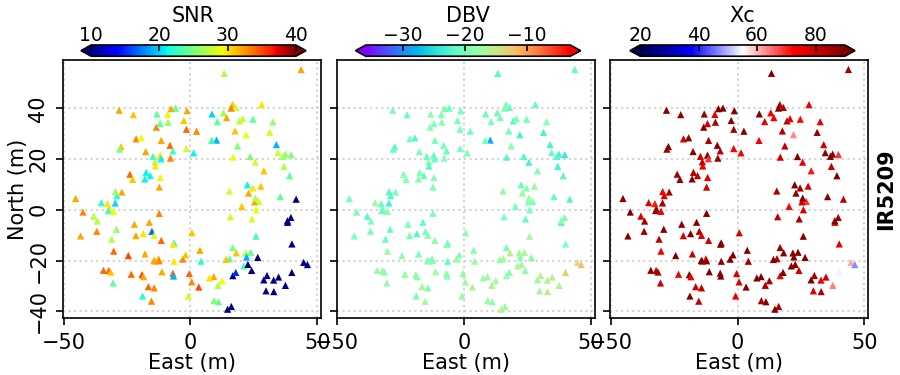 SNR DBV Xc
10 20 30 40 −30 −20 −10 20 40 60 80
North (m)
40
20
0
−20
−40
−50 0 50 −50 0 50 −50 0 50
East (m) East (m) East (m)
IR5209